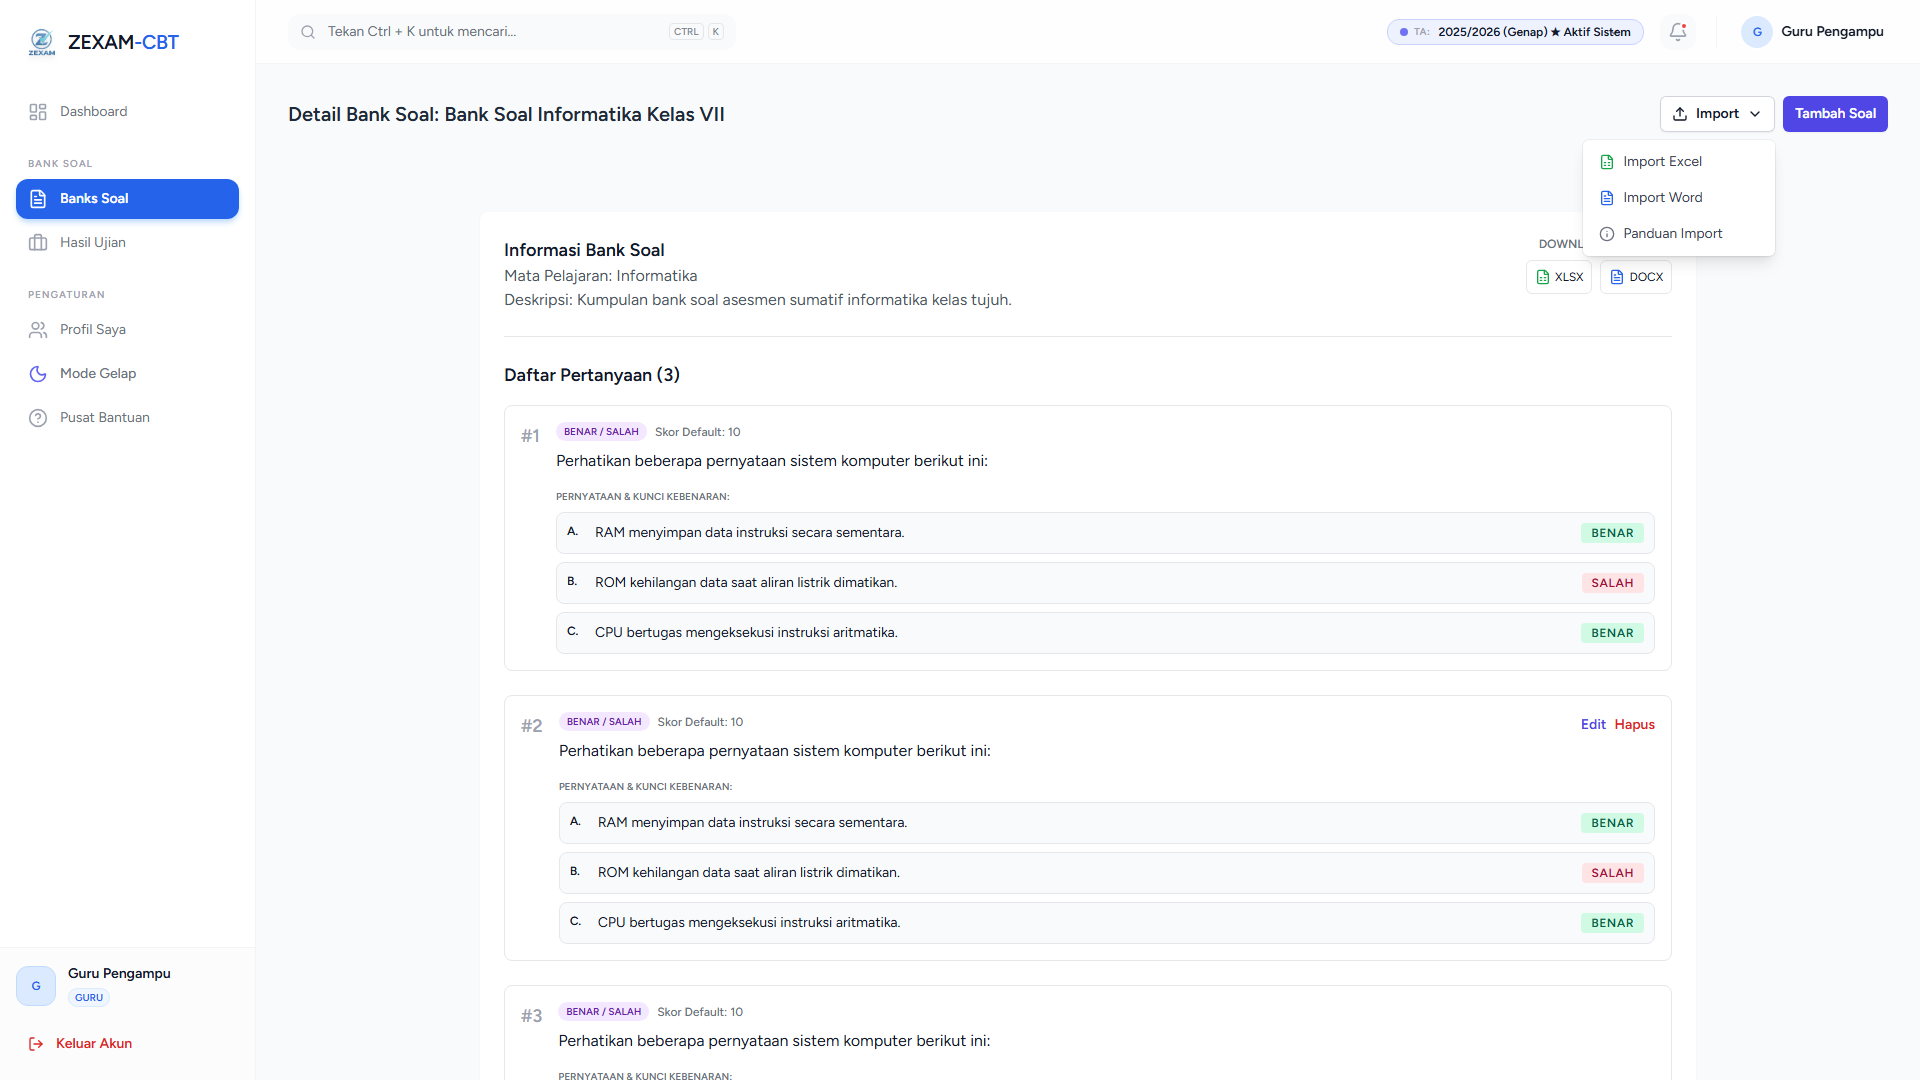 ZEXAM
ZEXAM-CBT
Tekan Ctrl + K untuk mencari...
CTRL K
TA: 2025/2026 (Genap) ★ Aktif Sistem
G
Guru Pengampu
Dashboard
BANK SOAL
Banks Soal
Hasil Ujian
PENGATURAN
Profil Saya
Mode Gelap
Pusat Bantuan
G
Guru Pengampu
GURU
Keluar Akun
Detail Bank Soal: Bank Soal Informatika Kelas VII
Import
Tambah Soal
Import Excel
Import Word
Panduan Import
Informasi Bank Soal
Mata Pelajaran: Informatika
Deskripsi: Kumpulan bank soal asesmen sumatif informatika kelas tujuh.
DOWNL
XLSX
DOCX
Daftar Pertanyaan (3)
#1
BENAR / SALAH
Skor Default: 10
Perhatikan beberapa pernyataan sistem komputer berikut ini:
PERNYATAAN & KUNCI KEBENARAN:
A. RAM menyimpan data instruksi secara sementara. BENAR
B. ROM kehilangan data saat aliran listrik dimatikan. SALAH
C. CPU bertugas mengeksekusi instruksi aritmatika. BENAR
#2
BENAR / SALAH
Skor Default: 10
Edit Hapus
Perhatikan beberapa pernyataan sistem komputer berikut ini:
PERNYATAAN & KUNCI KEBENARAN:
A. RAM menyimpan data instruksi secara sementara. BENAR
B. ROM kehilangan data saat aliran listrik dimatikan. SALAH
C. CPU bertugas mengeksekusi instruksi aritmatika. BENAR
#3
BENAR / SALAH
Skor Default: 10
Perhatikan beberapa pernyataan sistem komputer berikut ini:
PERNYATAAN & KUNCI KEBENARAN: